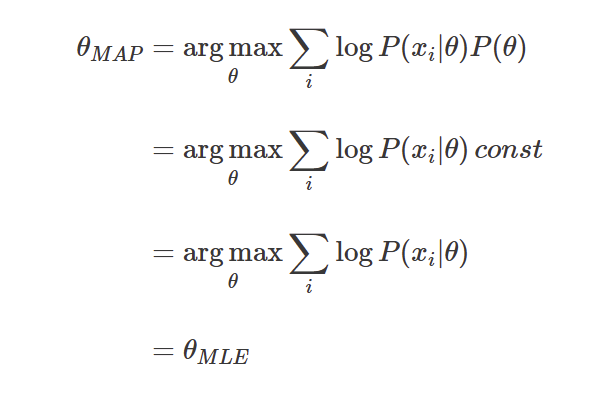 θ_MAP = arg max_θ ∑_i log P(x_i|θ)P(θ)
= arg max_θ ∑_i log P(x_i|θ) const
= arg max_θ ∑_i log P(x_i|θ)
= θ_MLE